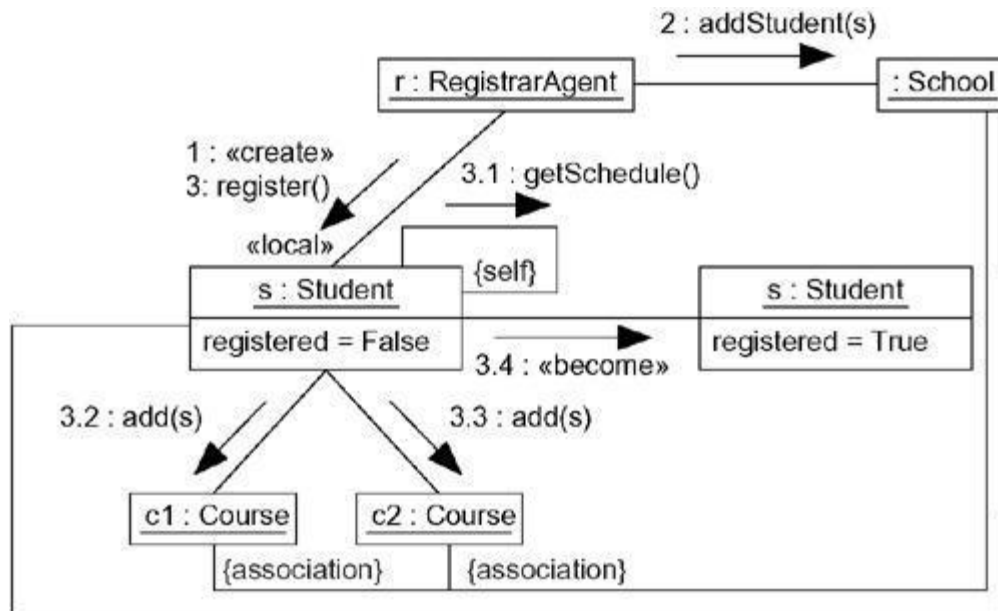 2 : addStudent(s)
r : RegistrarAgent
: School
1 : «create»
3: register()
3.1 : getSchedule()
«local»
{self}
s : Student
registered = False
s : Student
registered = True
3.4 : «become»
3.2 : add(s)
3.3 : add(s)
c1 : Course
c2 : Course
{association}
{association}